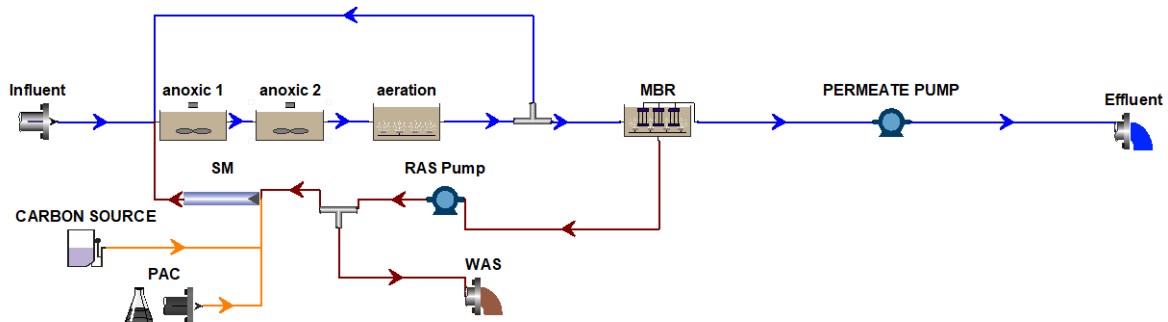 Influent
anoxic 1
anoxic 2
aeration
MBR
PERMEATE PUMP
Effluent
SM
RAS Pump
CARBON SOURCE
PAC
WAS